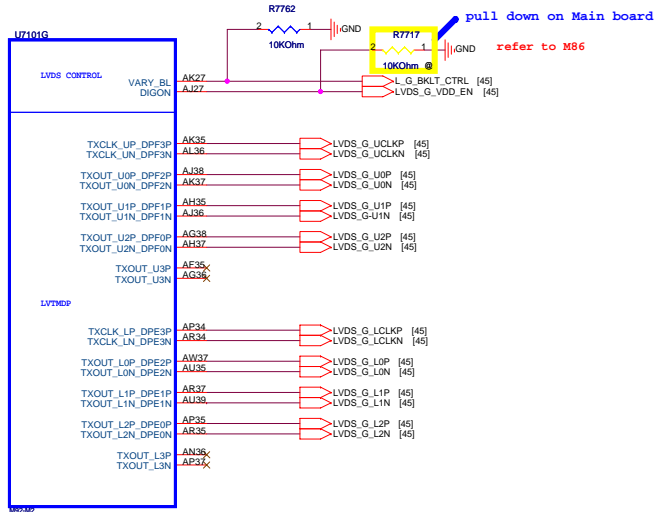 R7762
2 1 GND
10KOhm
pull down on Main board
R7717
2 1 GND
10KOhm @
refer to M86
U7101G
LVDS CONTROL
VARY_BL AK27 L_G_BKLT_CTRL [45]
DIGON AJ27 LVDS_G_VDD_EN [45]
TXCLK_UP_DPF3P AK35 LVDS_G_UCLKP [45]
TXCLK_UN_DPF3N AL36 LVDS_G_UCLKN [45]
TXOUT_U0P_DPF2P AJ38 LVDS_G_U0P [45]
TXOUT_U0N_DPF2N AK37 LVDS_G_U0N [45]
TXOUT_U1P_DPF1P AH35 LVDS_G_U1P [45]
TXOUT_U1N_DPF1N AJ36 LVDS_G-U1N [45]
TXOUT_U2P_DPF0P AG38 LVDS_G_U2P [45]
TXOUT_U2N_DPF0N AH37 LVDS_G_U2N [45]
TXOUT_U3P AF35
TXOUT_U3N AG36
LVTMDP
TXCLK_LP_DPE3P AP34 LVDS_G_LCLKP [45]
TXCLK_LN_DPE3N AR34 LVDS_G_LCLKN [45]
TXOUT_L0P_DPE2P AW37 LVDS_G_L0P [45]
TXOUT_L0N_DPE2N AU35 LVDS_G_L0N [45]
TXOUT_L1P_DPE1P AR37 LVDS_G_L1P [45]
TXOUT_L1N_DPE1N AU39 LVDS_G_L1N [45]
TXOUT_L2P_DPE0P AP35 LVDS_G_L2P [45]
TXOUT_L2N_DPE0N AR35 LVDS_G_L2N [45]
TXOUT_L3P AN36
TXOUT_L3N AP37